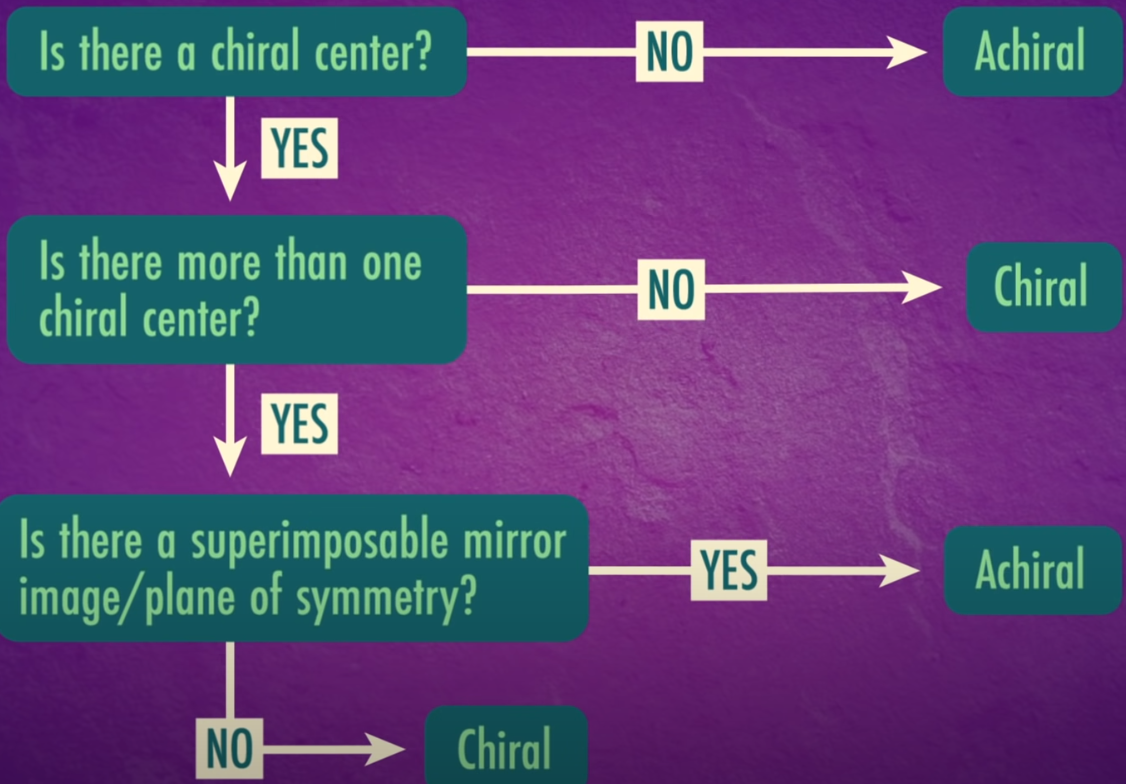 Is there a chiral center?
NO
Achiral
YES
Is there more than one
chiral center?
NO
Chiral
YES
Is there a superimposable mirror
image/plane of symmetry?
YES
Achiral
NO
Chiral